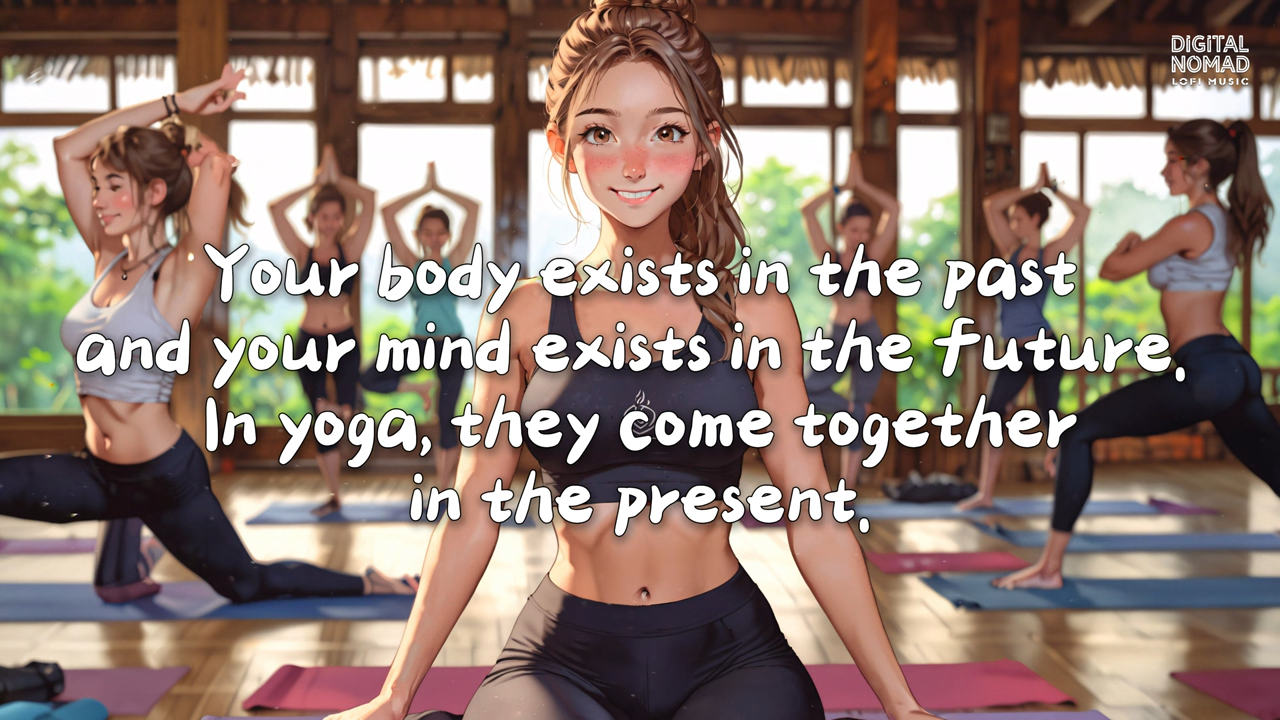 DIGITAL
NOMAD
LOFI MUSIC
Your body exists in the past
and your mind exists in the future.
In yoga, they come together
in the present.